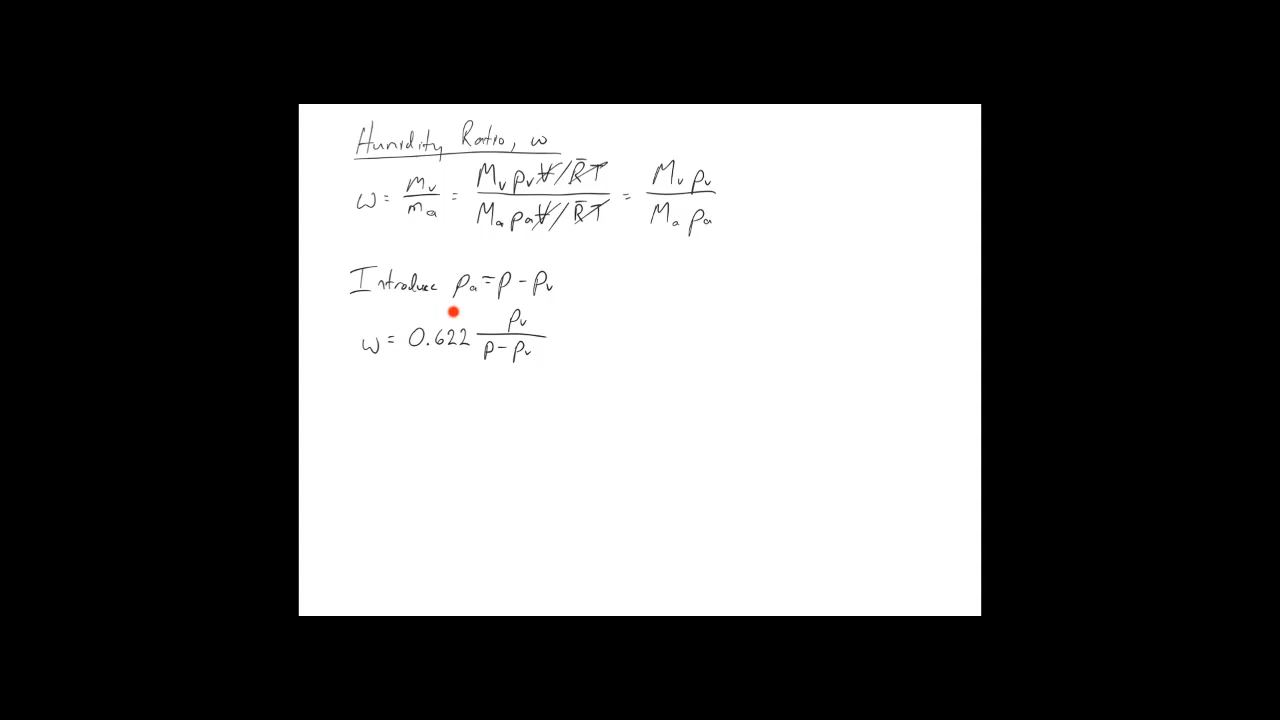 Humidity Ratio, ω
ω = m_v/m_a = (M_v p_v V/R̄T)/(M_a p_a V/R̄T) = (M_v p_v)/(M_a p_a)
Introduce p_a = p - p_v
ω = 0.622 p_v/(p - p_v)